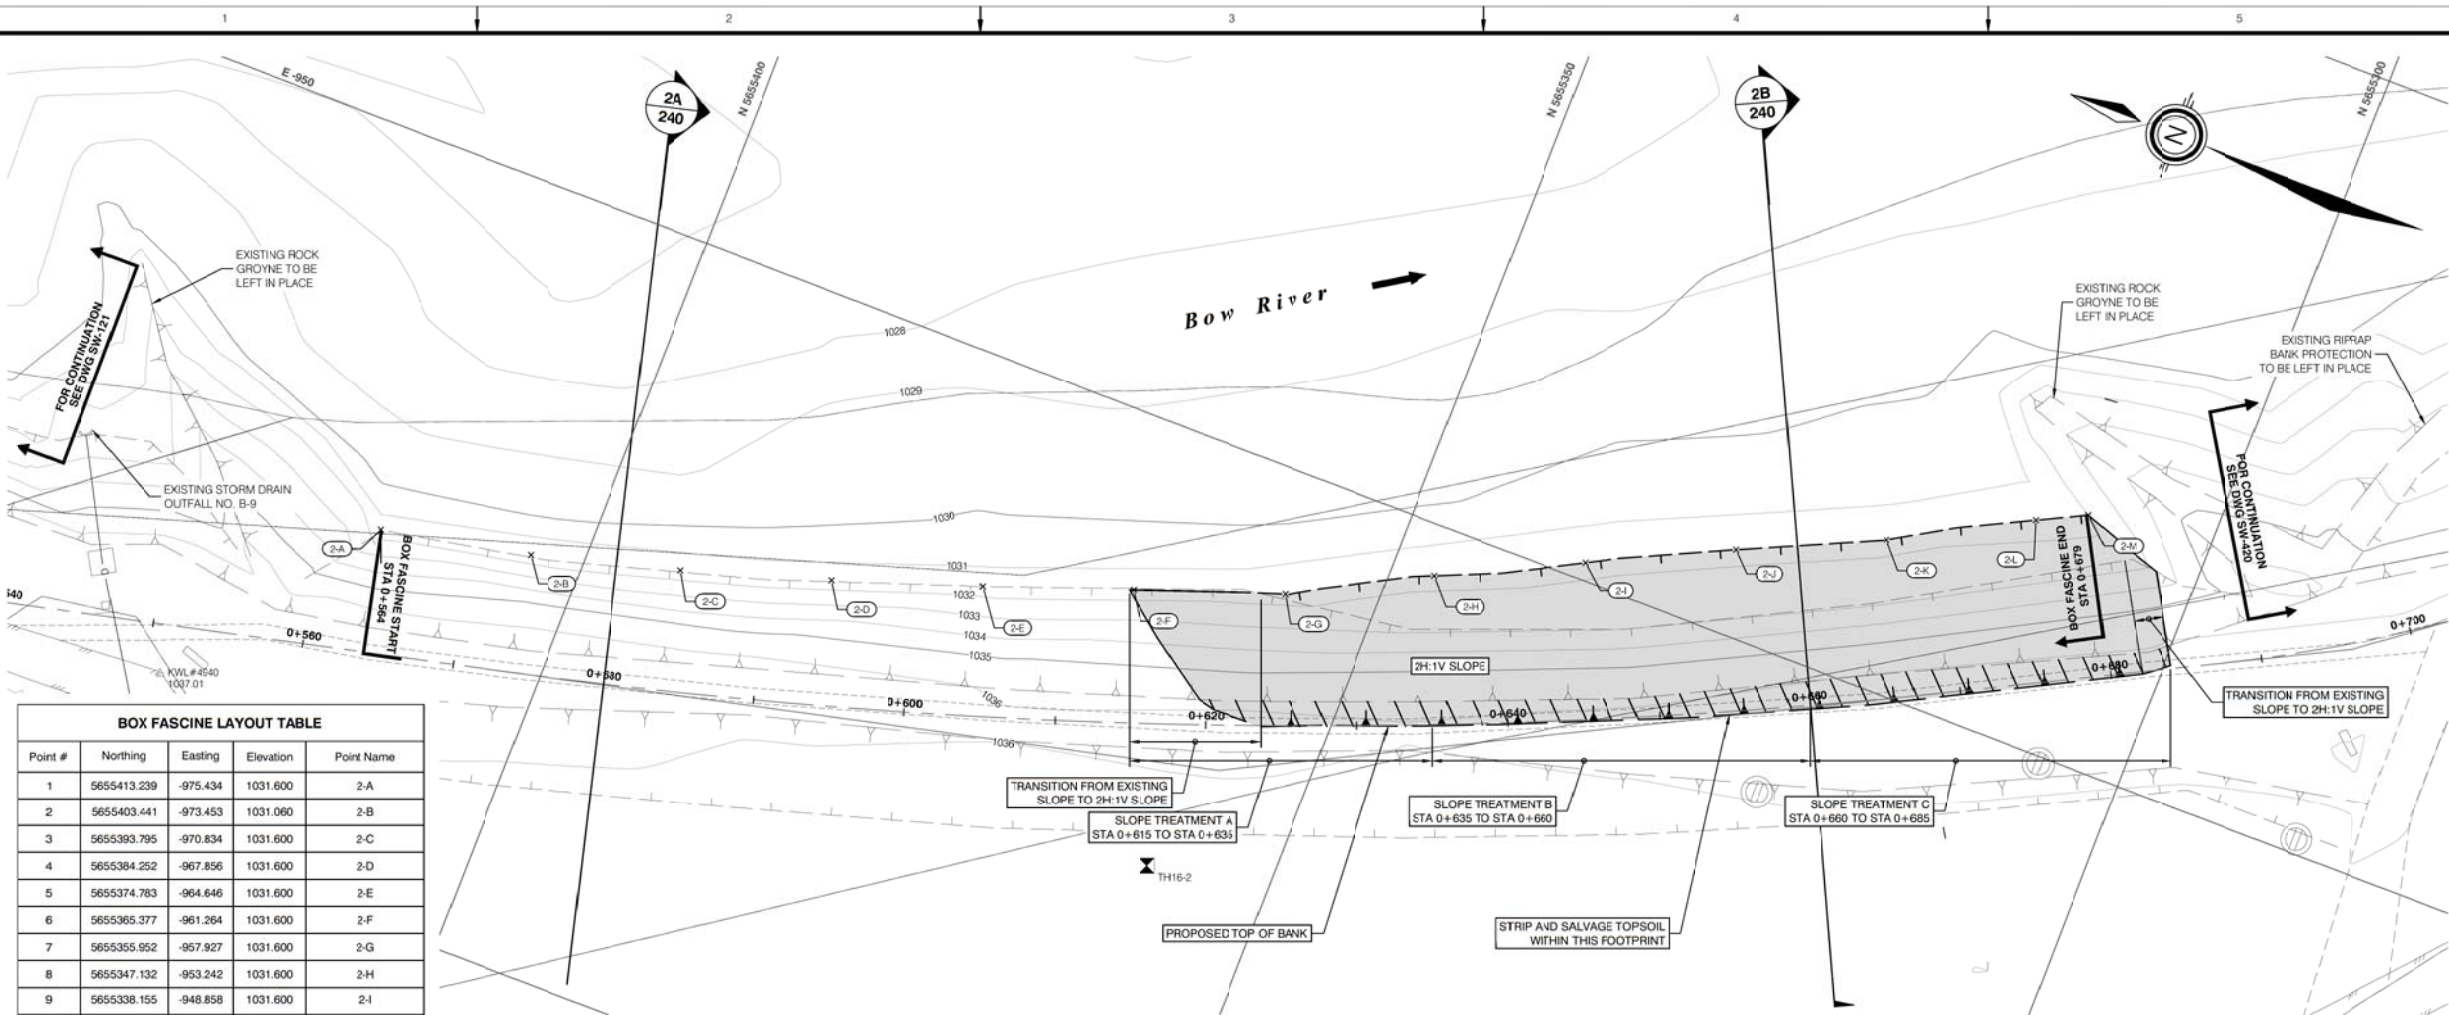 1
2
3
4
5
E -950
N 5655400
N 5655350
N 5655300
2A
240
2B
240
N
EXISTING ROCK
GROYNE TO BE
LEFT IN PLACE
FOR CONTINUATION
SEE DWG SW-121
EXISTING STORM DRAIN
OUTFALL NO. B-9
Bow River
1028
1029
1030
1031
1032
1033
1034
1035
1036
1036
EXISTING ROCK
GROYNE TO BE
LEFT IN PLACE
EXISTING RIPRAP
BANK PROTECTION
TO BE LEFT IN PLACE
FOR CONTINUATION
SEE DWG SW-420
2-A
2-B
2-C
2-D
2-E
2-F
2-G
2-H
2-I
2-J
2-K
2-L
2-M
BOX FASCINE START
STA 0+564
BOX FASCINE END
STA 0+679
540
0+560
0+580
0+600
0+620
0+640
0+660
0+680
0+700
KWL#4940
1037.01
2H:1V SLOPE
TRANSITION FROM EXISTING
SLOPE TO 2H:1V SLOPE
TRANSITION FROM EXISTING
SLOPE TO 2H:1V SLOPE
SLOPE TREATMENT A
STA 0+615 TO STA 0+635
SLOPE TREATMENT B
STA 0+635 TO STA 0+660
SLOPE TREATMENT C
STA 0+660 TO STA 0+685
TH16-2
PROPOSED TOP OF BANK
STRIP AND SALVAGE TOPSOIL
WITHIN THIS FOOTPRINT
BOX FASCINE LAYOUT TABLE
Point # Northing Easting Elevation Point Name
1 5655413.239 -975.434 1031.600 2-A
2 5655403.441 -973.453 1031.060 2-B
3 5655393.795 -970.834 1031.600 2-C
4 5655384.252 -967.856 1031.600 2-D
5 5655374.783 -964.646 1031.600 2-E
6 5655365.377 -961.264 1031.600 2-F
7 5655355.952 -957.927 1031.600 2-G
8 5655347.132 -953.242 1031.600 2-H
9 5655338.155 -948.858 1031.600 2-I